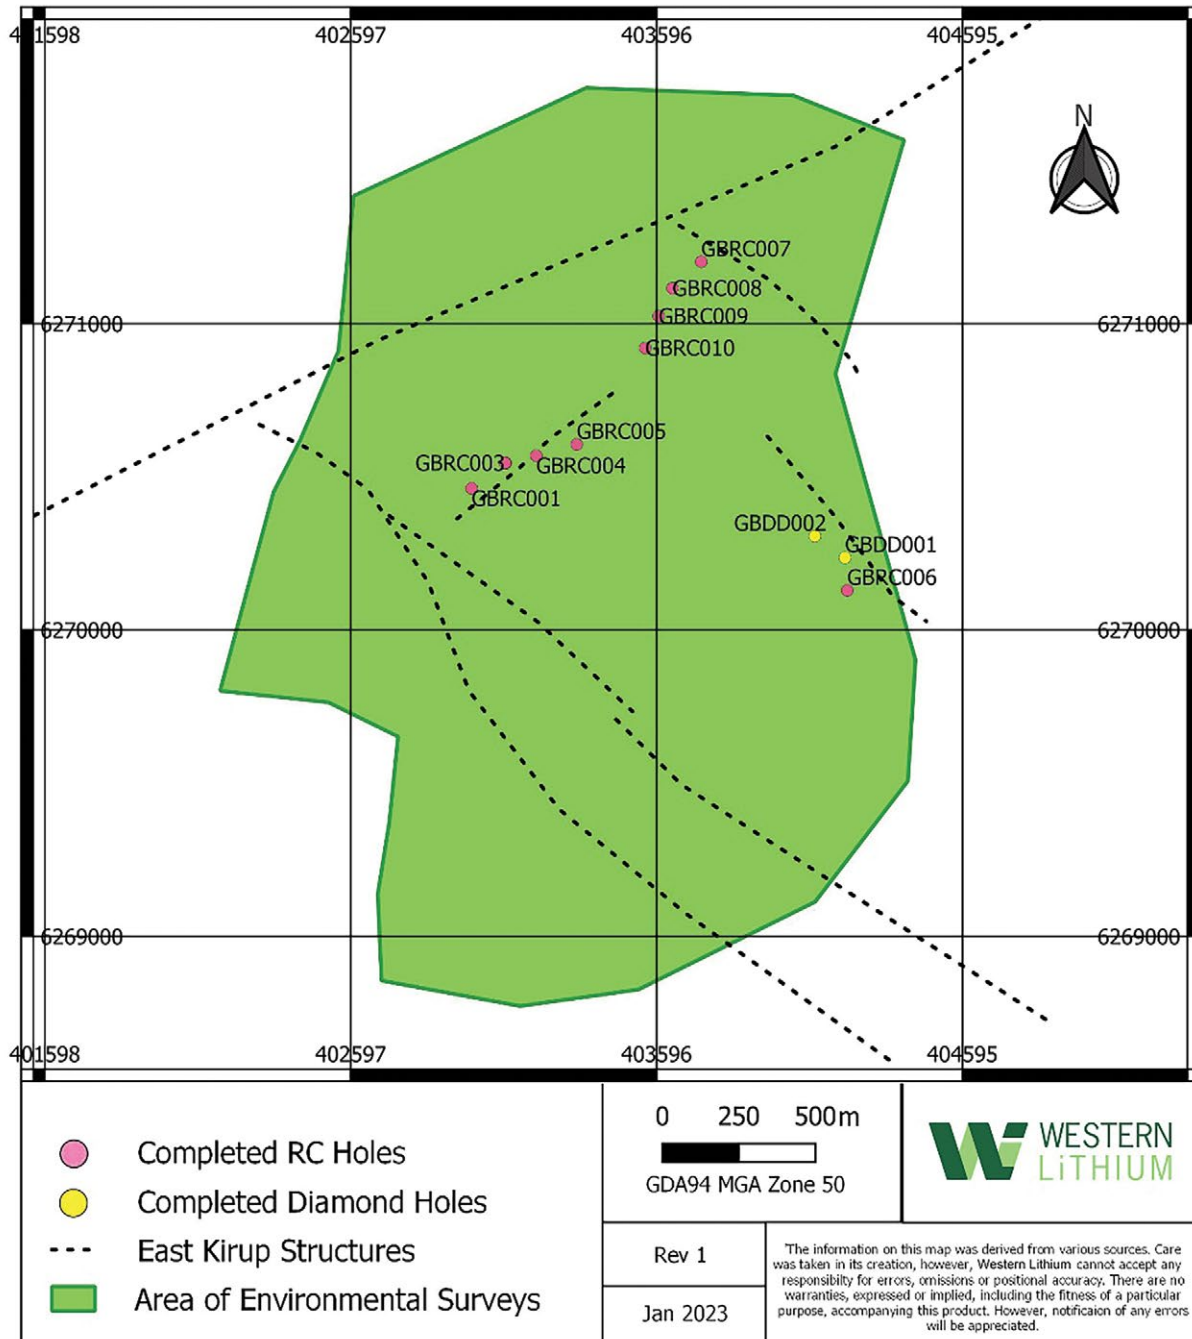 401598 402597 403596 404595
N
GBRC007
GBRC008
GBRC009
6271000 6271000
GBRC010
GBRC005
GBRC003 GBRC004
GBRC001
GBDD002
GBDD001
GBRC006
6270000 6270000
6269000 6269000
401598 402597 403596 404595
Completed RC Holes
Completed Diamond Holes
East Kirup Structures
Area of Environmental Surveys
0 250 500m
GDA94 MGA Zone 50
Rev 1
Jan 2023
WESTERN
LiTHIUM
'The information on this map was derived from various sources. Care
was taken in its creation, however, Western Lithium cannot accept any
responsibilty for errors, omissions or positional accuracy. There are no
warranties, expressed or implied, including the fitness of a particular
purpose, accompanying this product. However, notificaion of any errors
will be appreciated.